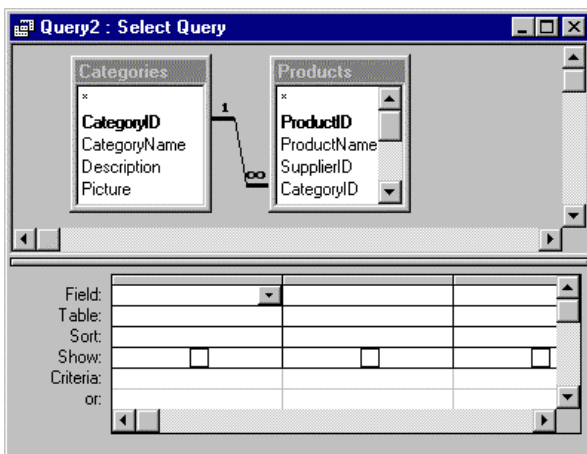 Query2 : Select Query
Categories
*
CategoryID
CategoryName
Description
Picture
1
∞
Products
*
ProductID
ProductName
SupplierID
CategoryID
Field:
Table:
Sort:
Show:
Criteria:
or: